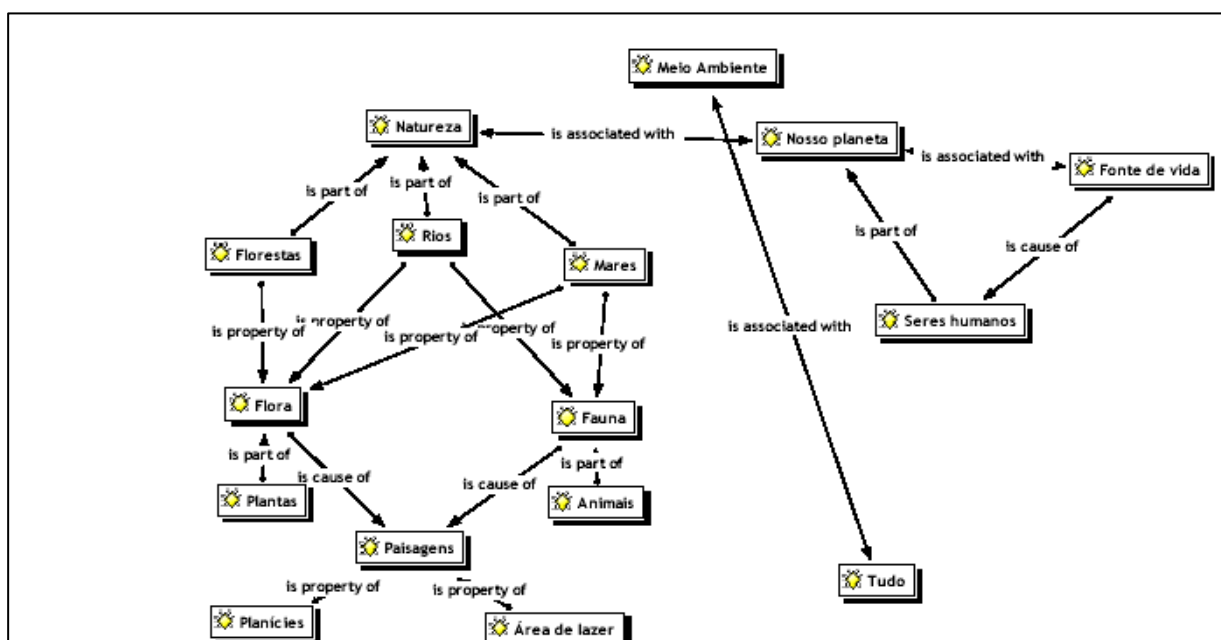 Meio Ambiente
Natureza
is associated with
Nosso planeta
is associated with
Fonte de vida
is part of
is part of
is part of
Florestas
Rios
Mares
is part of
is cause of
Seres humanos
is property of
is property of
is property of
property of
is property of
is associated with
Flora
Fauna
is part of
is cause of
is cause of
is part of
Plantas
Animais
Paisagens
Tudo
is property of
is property of
Planícies
Área de lazer